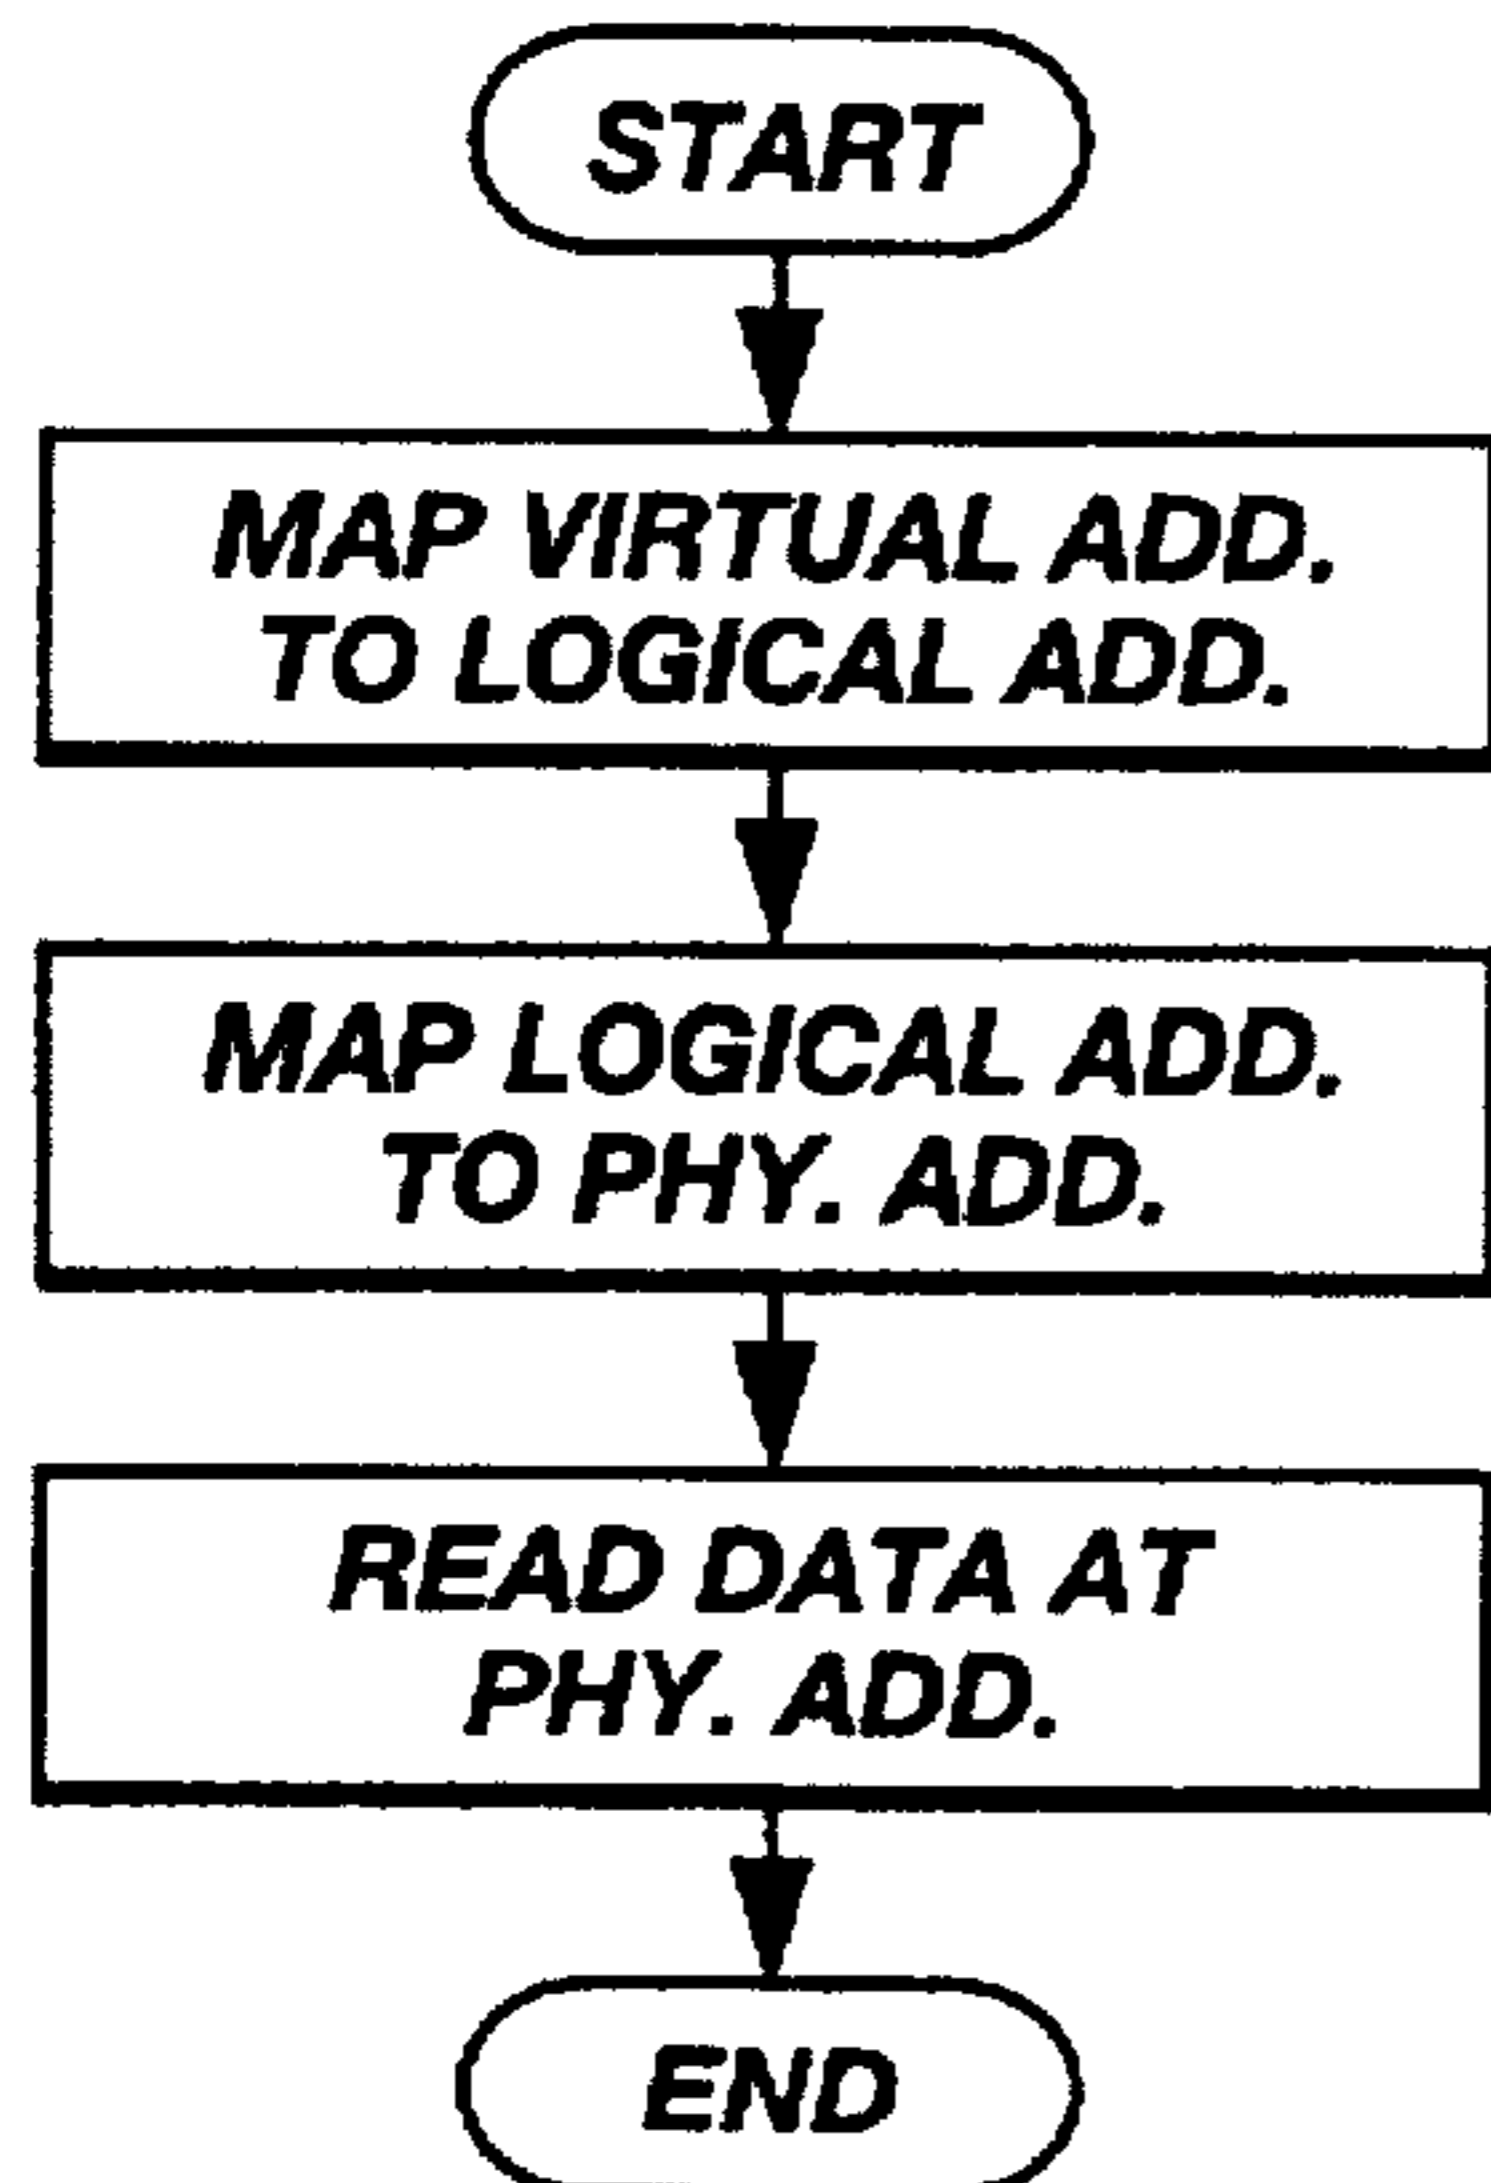 START
MAP VIRTUAL ADD.
TO LOGICAL ADD.
MAP LOGICAL ADD.
TO PHY. ADD.
READ DATA AT
PHY. ADD.
END